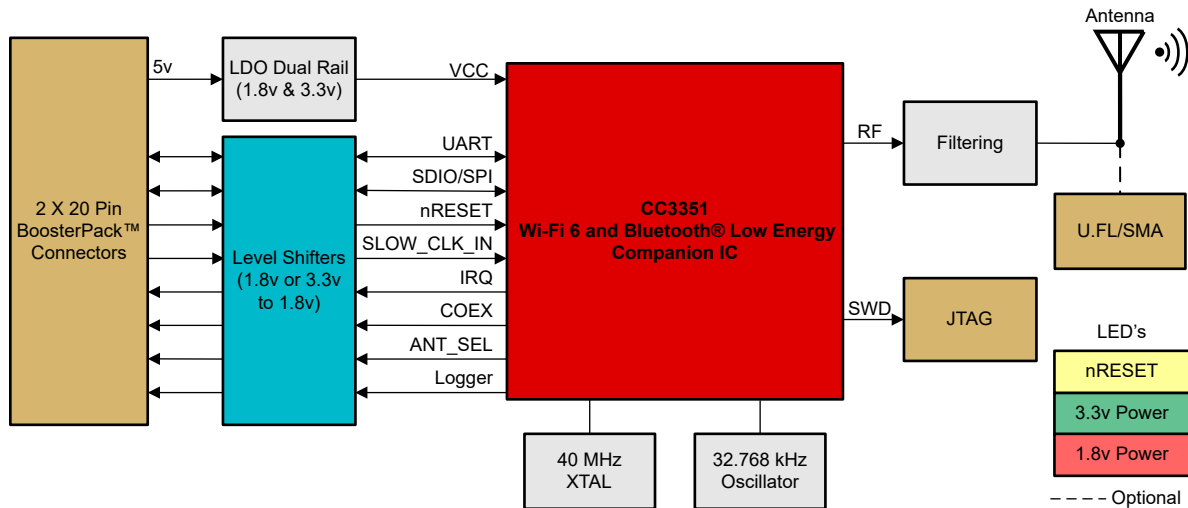 Antenna
5v
LDO Dual Rail
(1.8v & 3.3v)
VCC
RF
Filtering
2 X 20 Pin
BoosterPack™
Connectors
Level Shifters
(1.8v or 3.3v
to 1.8v)
UART
SDIO/SPI
nRESET
SLOW_CLK_IN
IRQ
COEX
ANT_SEL
Logger
CC3351
Wi-Fi 6 and Bluetooth® Low Energy
Companion IC
U.FL/SMA
SWD
JTAG
LED's
nRESET
3.3v Power
1.8v Power
Optional
40 MHz
XTAL
32.768 kHz
Oscillator